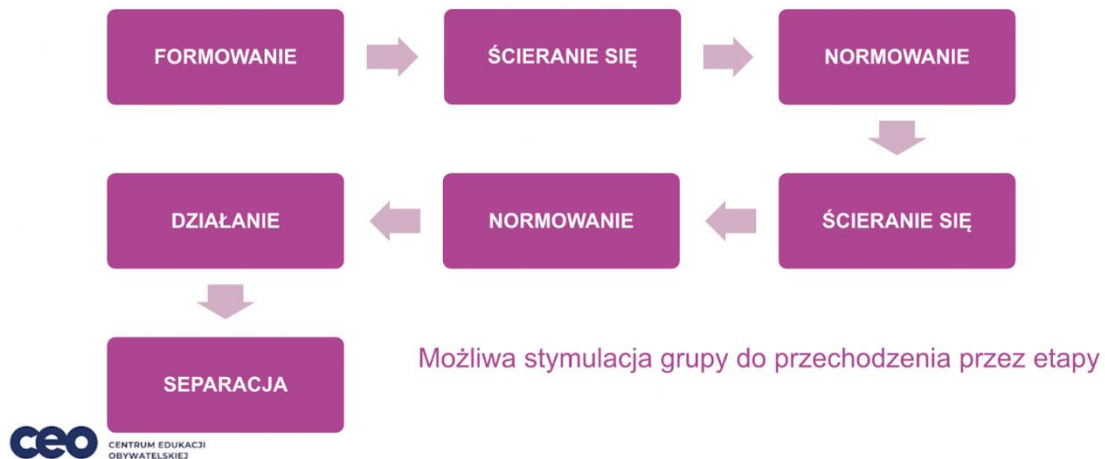 FORMOWANIE
ŚCIERANIE SIĘ
NORMOWANIE
ŚCIERANIE SIĘ
NORMOWANIE
DZIAŁANIE
SEPARACJA
Możliwa stymulacja grupy do przechodzenia przez etapy
ceo
CENTRUM EDUKACJI
OBYWATELSKIEJ